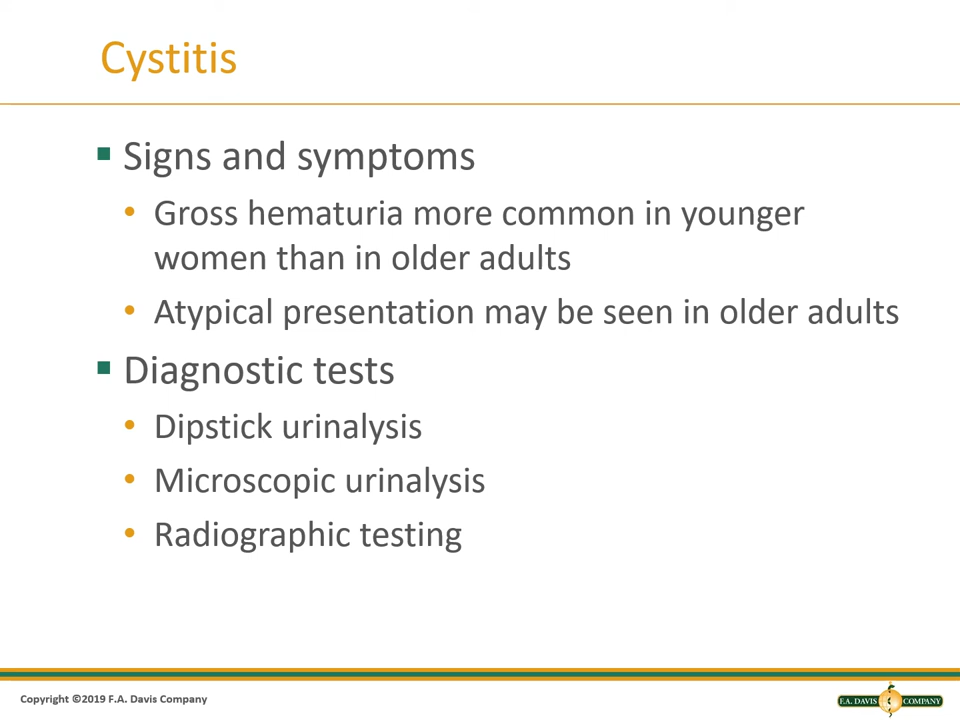 Cystitis
Signs and symptoms
Gross hematuria more common in younger
women than in older adults
Atypical presentation may be seen in older adults
Diagnostic tests
Dipstick urinalysis
Microscopic urinalysis
Radiographic testing
Copyright ©2019 F.A. Davis Company
F.A. DAVIS COMPANY